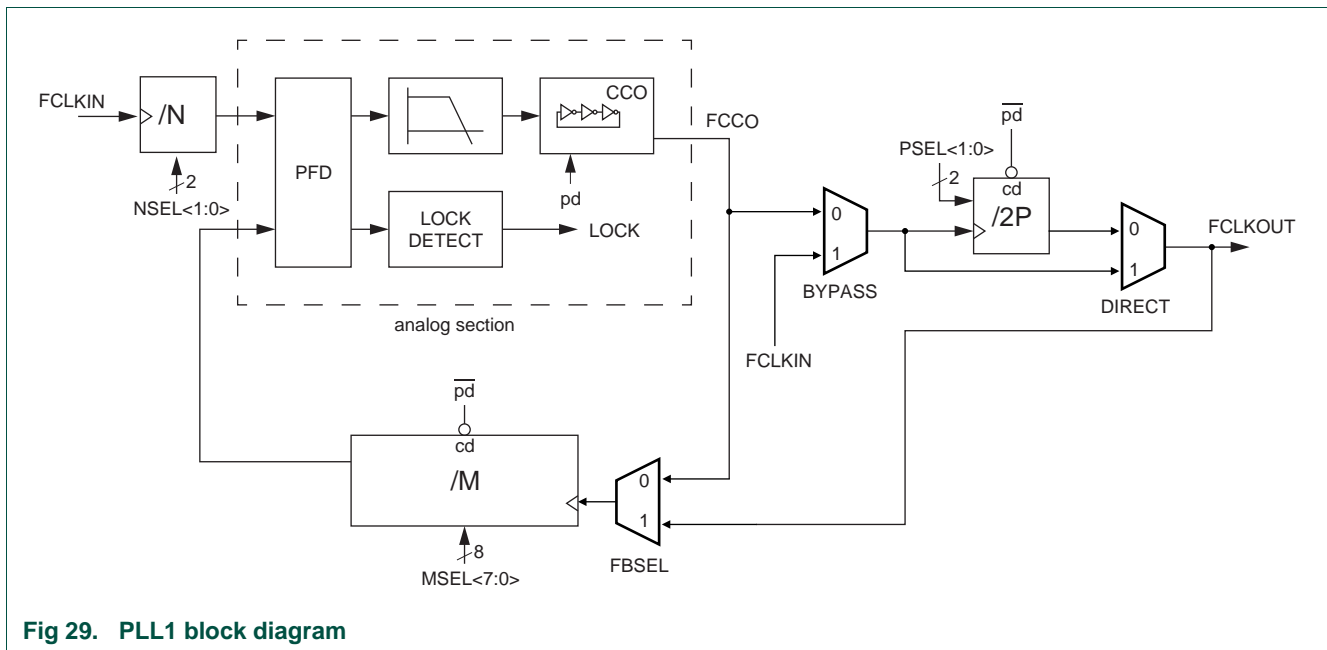 FCLKIN
/N
2
NSEL<1:0>
PFD
CCO
pd
LOCK
DETECT
LOCK
analog section
FCCO
0
1
BYPASS
FCLKIN
pd
PSEL<1:0>
2
cd
/2P
0
1
DIRECT
FCLKOUT
pd
cd
/M
8
MSEL<7:0>
0
1
FBSEL
Fig 29. PLL1 block diagram